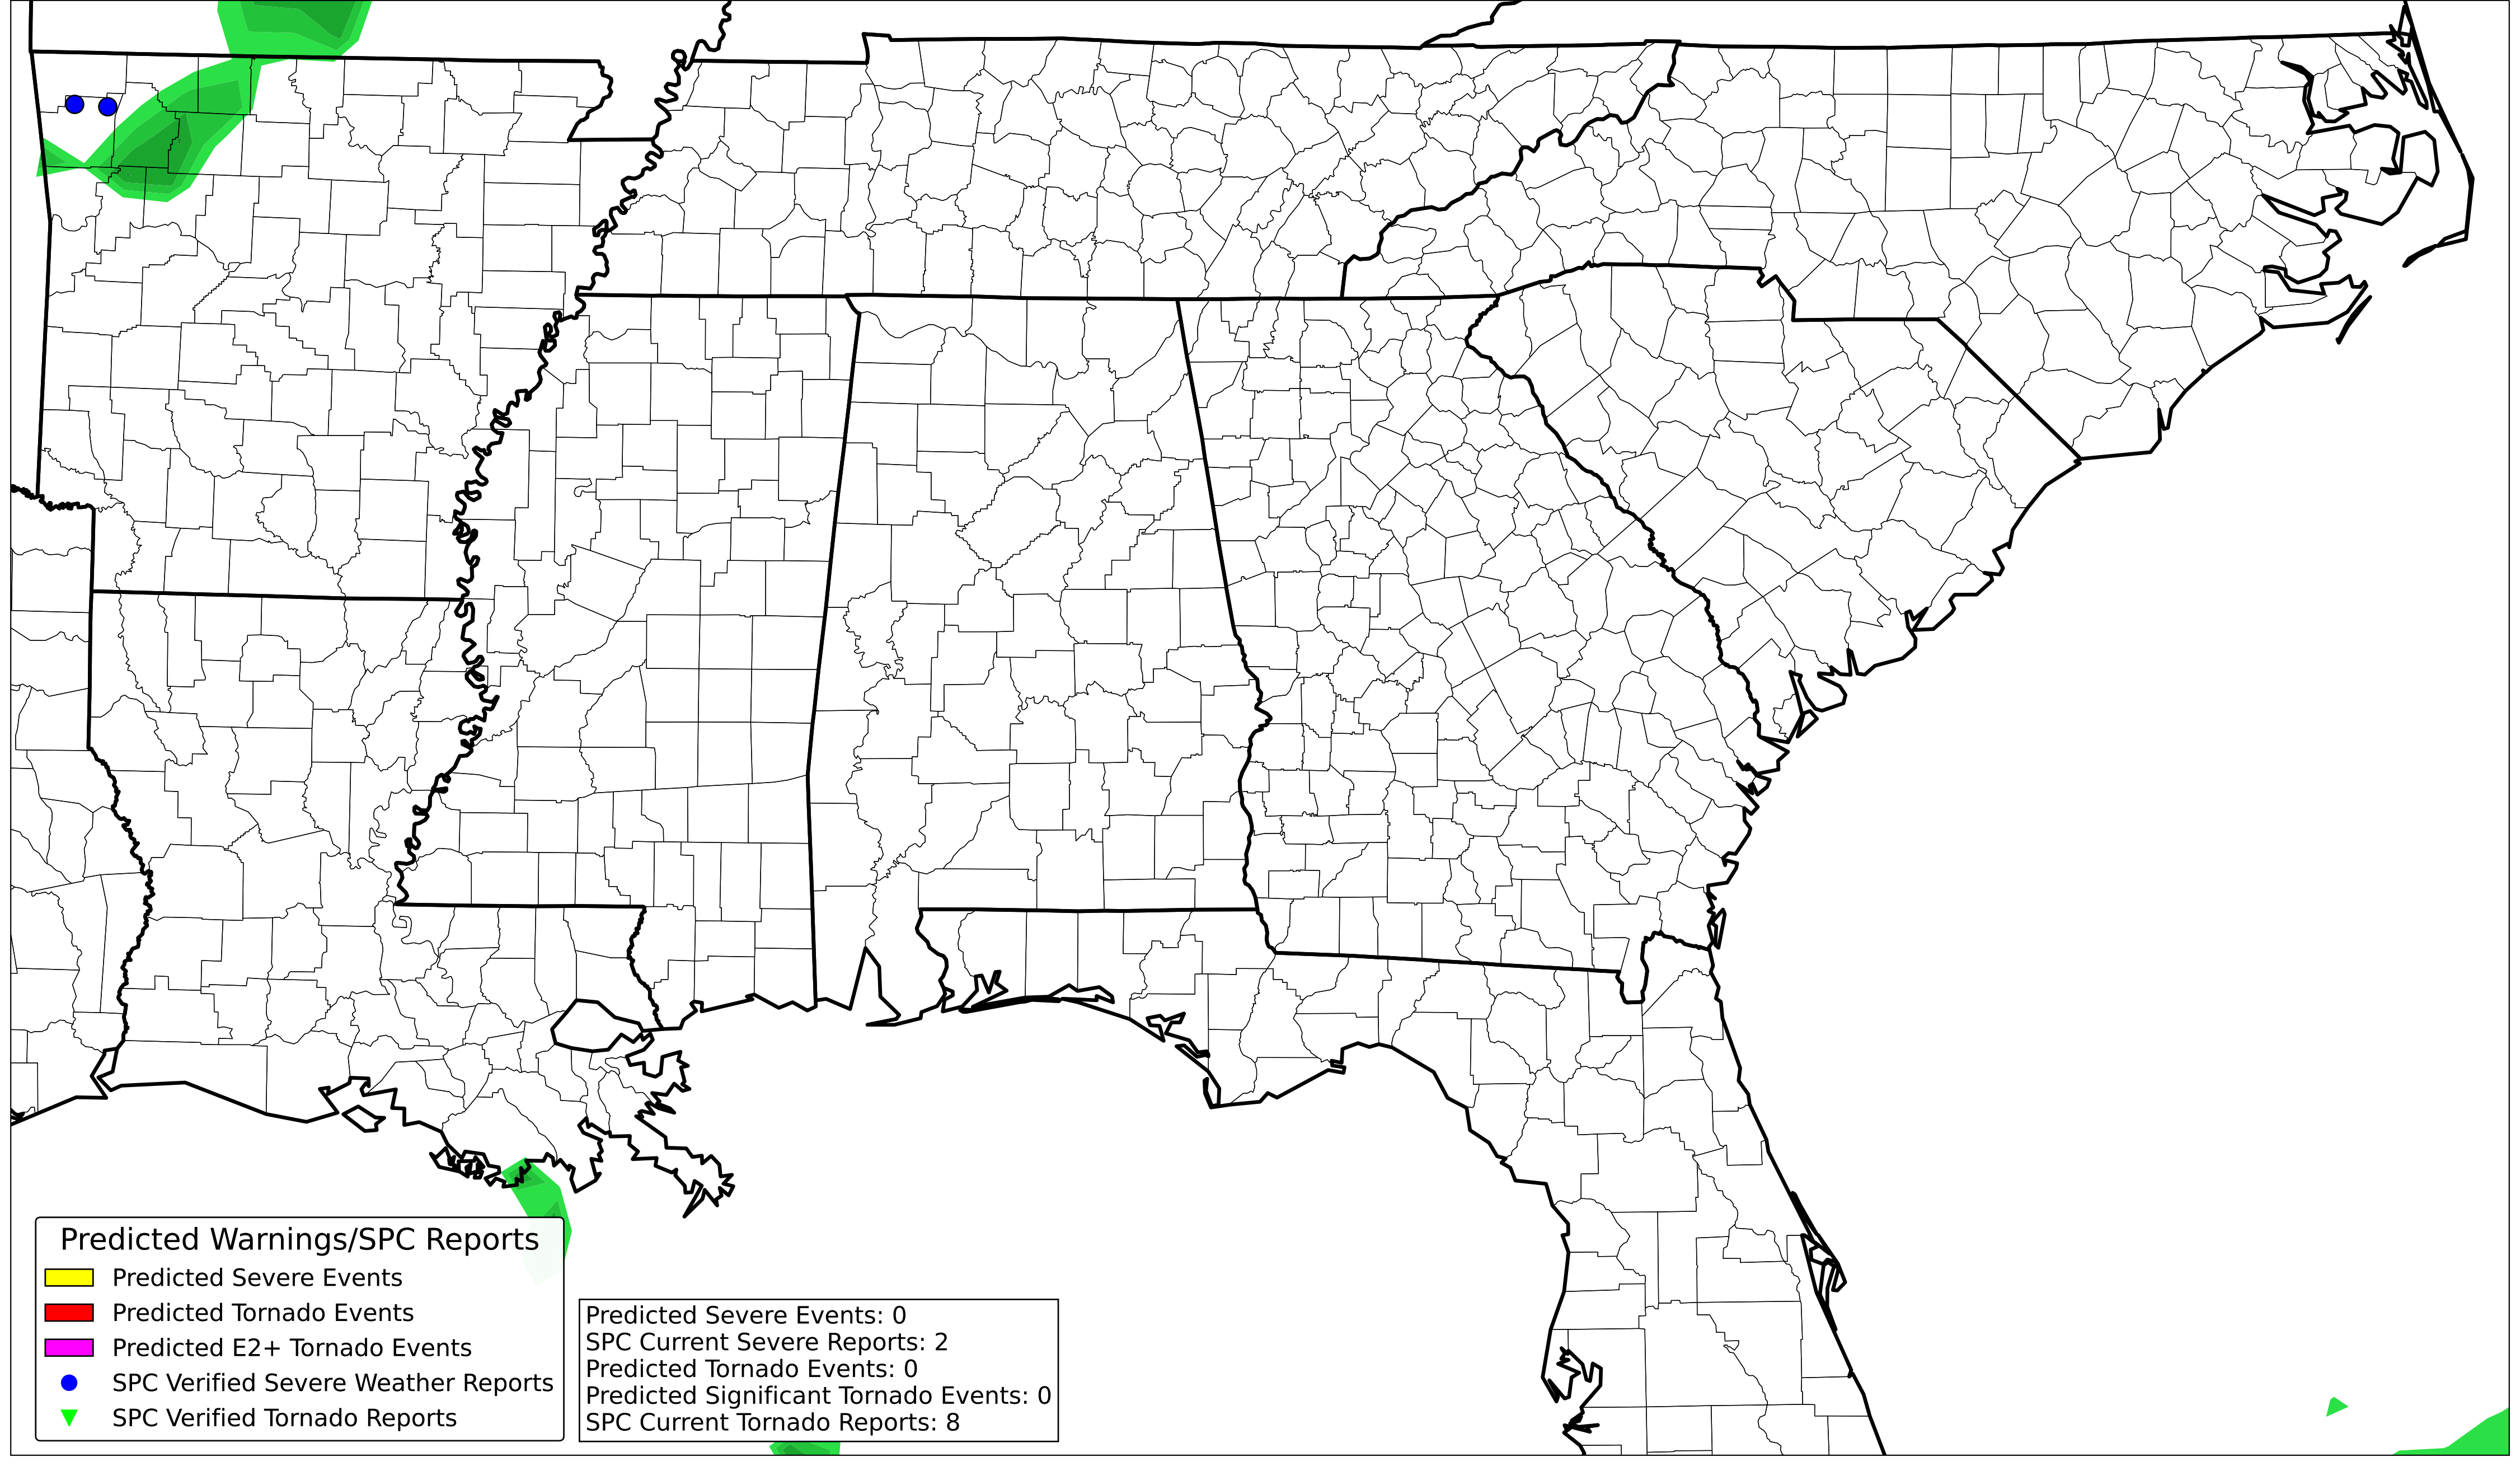 Predicted Warnings/SPC Reports
Predicted Severe Events
Predicted Tornado Events
Predicted E2+ Tornado Events
SPC Verified Severe Weather Reports
SPC Verified Tornado Reports
Predicted Severe Events: 0
SPC Current Severe Reports: 2
Predicted Tornado Events: 0
Predicted Significant Tornado Events: 0
SPC Current Tornado Reports: 8